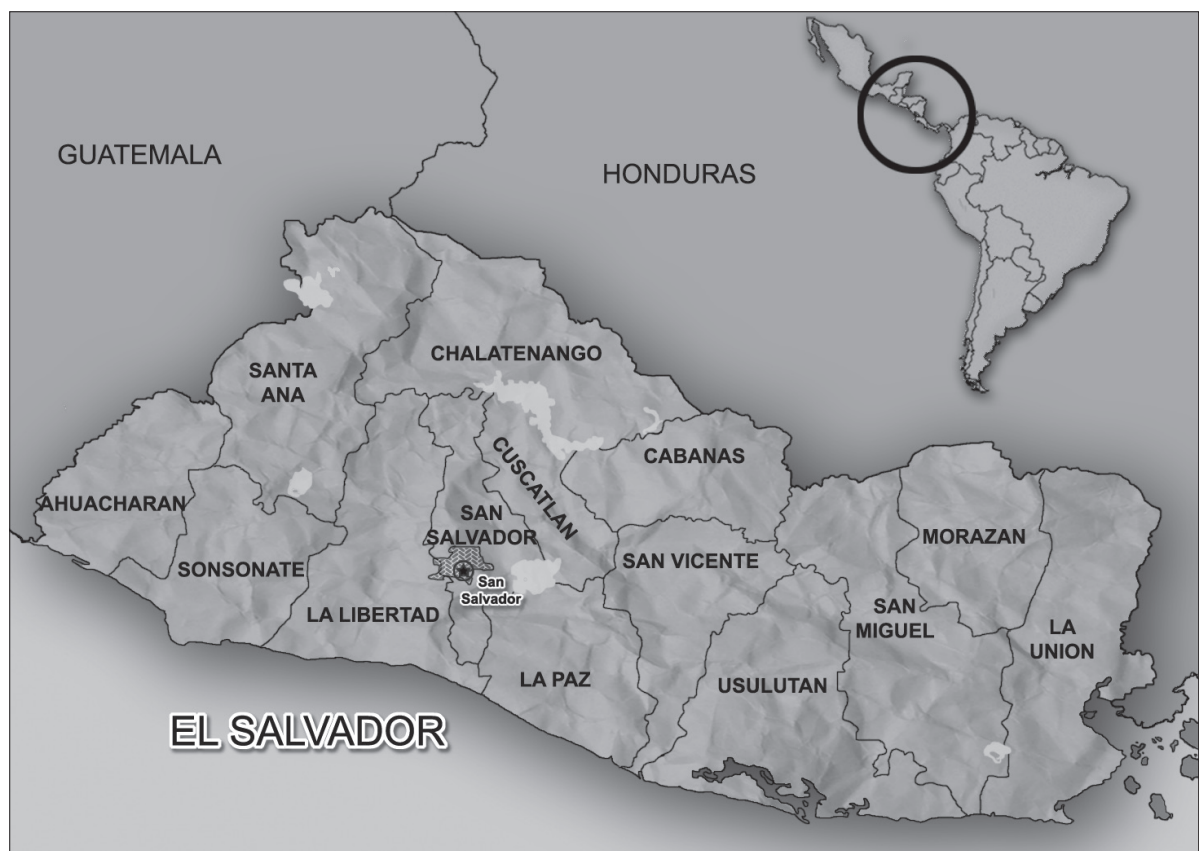 GUATEMALA
HONDURAS
CHALATENANGO
SANTA
ANA
CABANAS
CUSCATLAN
AHUACHARAN
SAN
SALVADOR
MORAZAN
SAN VICENTE
SONSONATE
San
Salvador
LA LIBERTAD
SAN
MIGUEL
LA
UNION
LA PAZ
USULUTAN
EL SALVADOR